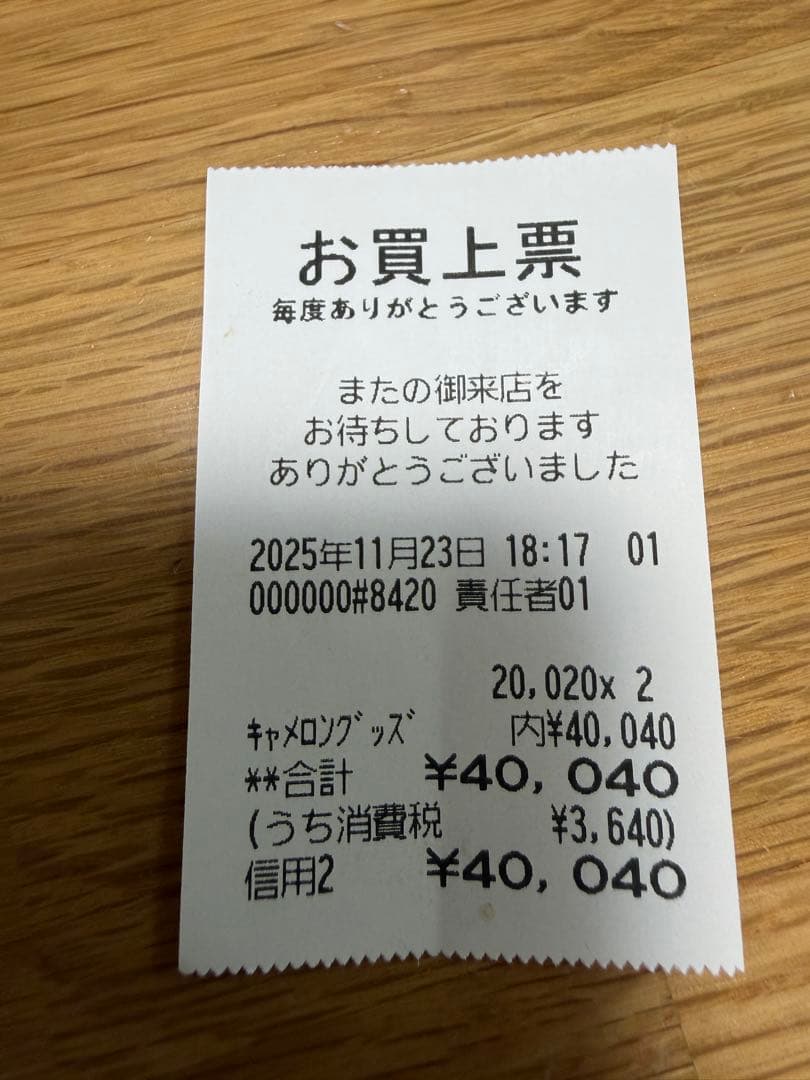 お買上票
毎度ありがとうございます
またの御来店を
お待ちしております
ありがとうございました
2025年11月23日 18:17 01
000000#8420 責任者01
20,020x 2
ｷｬﾒﾛﾝｸﾞｯｽﾞ 内¥40,040
**合計 ¥40,040
(うち消費税 ¥3,640)
信用2 ¥40,040